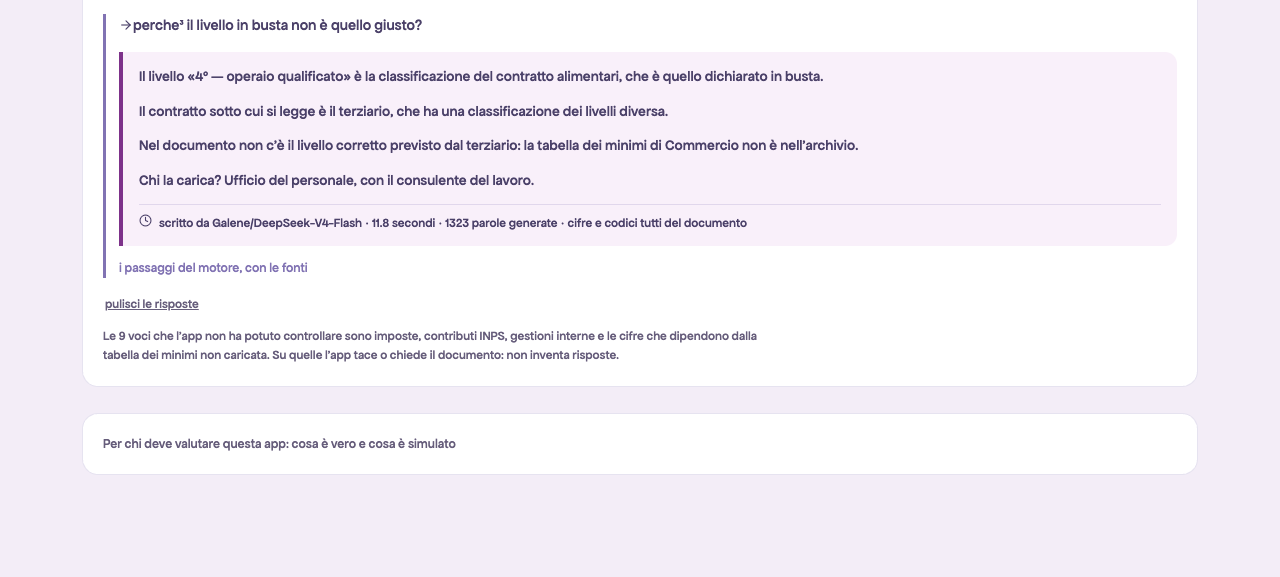 →perche³ il livello in busta non è quello giusto?
Il livello «4° — operaio qualificato» è la classificazione del contratto alimentari, che è quello dichiarato in busta.
Il contratto sotto cui si legge è il terziario, che ha una classificazione dei livelli diversa.
Nel documento non c'è il livello corretto previsto dal terziario: la tabella dei minimi di Commercio non è nell'archivio.
Chi la carica? Ufficio del personale, con il consulente del lavoro.
scritto da Galene/DeepSeek-V4-Flash · 11.8 secondi · 1323 parole generate · cifre e codici tutti del documento
i passaggi del motore, con le fonti
pulisci le risposte
Le 9 voci che l'app non ha potuto controllare sono imposte, contributi INPS, gestioni interne e le cifre che dipendono dalla
tabella dei minimi non caricata. Su quelle l'app tace o chiede il documento: non inventa risposte.
Per chi deve valutare questa app: cosa è vero e cosa è simulato